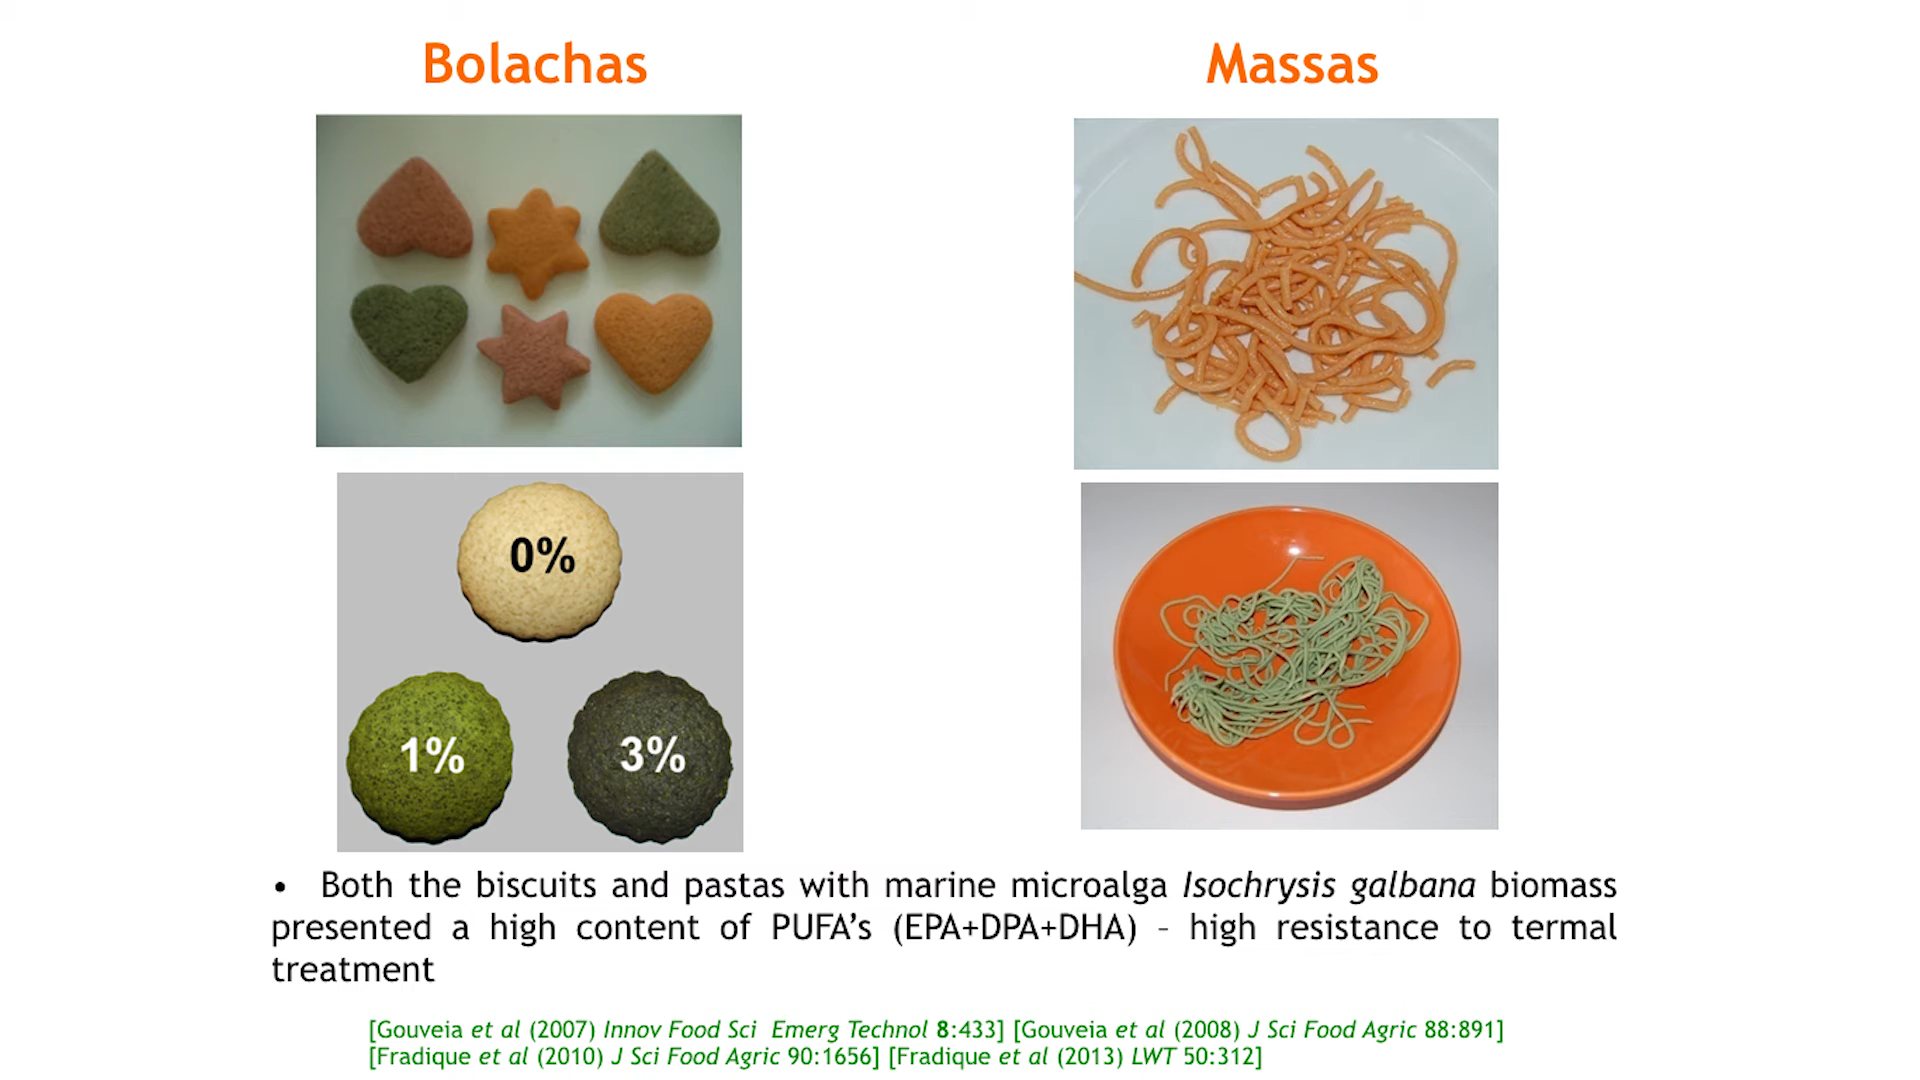 Bolachas
Massas
0%
1%
3%
• Both the biscuits and pastas with marine microalga Isochrysis galbana biomass
presented a high content of PUFA’s (EPA+DPA+DHA) – high resistance to termal
treatment
[Gouveia et al (2007) Innov Food Sci Emerg Technol 8:433] [Gouveia et al (2008) J Sci Food Agric 88:891]
[Fradique et al (2010) J Sci Food Agric 90:1656] [Fradique et al (2013) LWT 50:312]